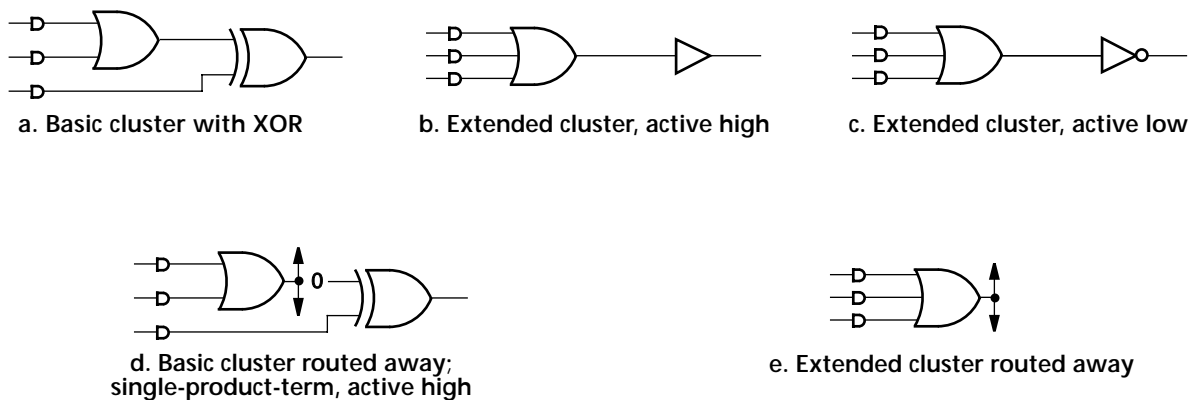 a. Basic cluster with XOR
b. Extended cluster, active high
c. Extended cluster, active low
0
d. Basic cluster routed away;
single-product-term, active high
e. Extended cluster routed away